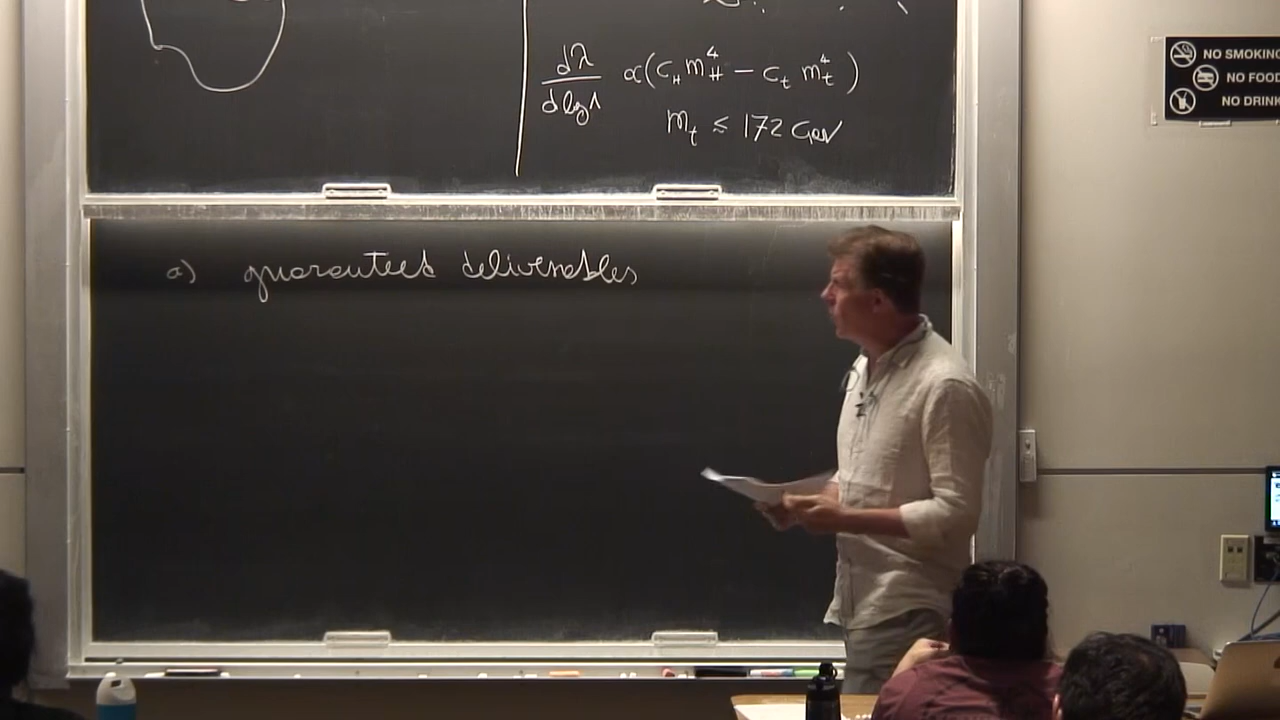 dλ/dlogΛ ∝ (c_H m_H^4 − c_t m_t^4)
m_t ≲ 172 GeV
a) guaranteed deliverables
NO SMOKING
NO FOOD
NO DRINK